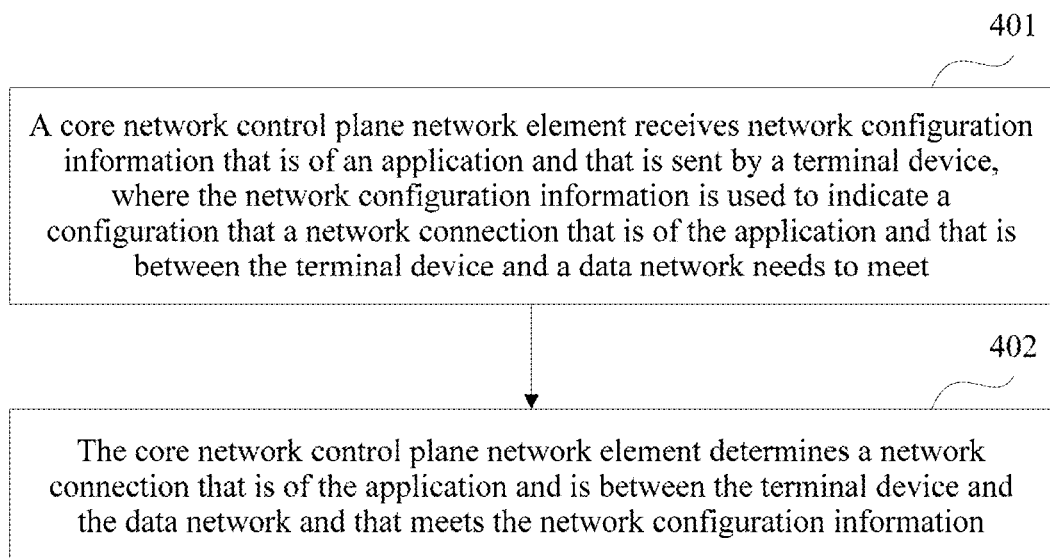 401
A core network control plane network element receives network configuration
information that is of an application and that is sent by a terminal device,
where the network configuration information is used to indicate a
configuration that a network connection that is of the application and that is
between the terminal device and a data network needs to meet
402
The core network control plane network element determines a network
connection that is of the application and is between the terminal device and
the data network and that meets the network configuration information